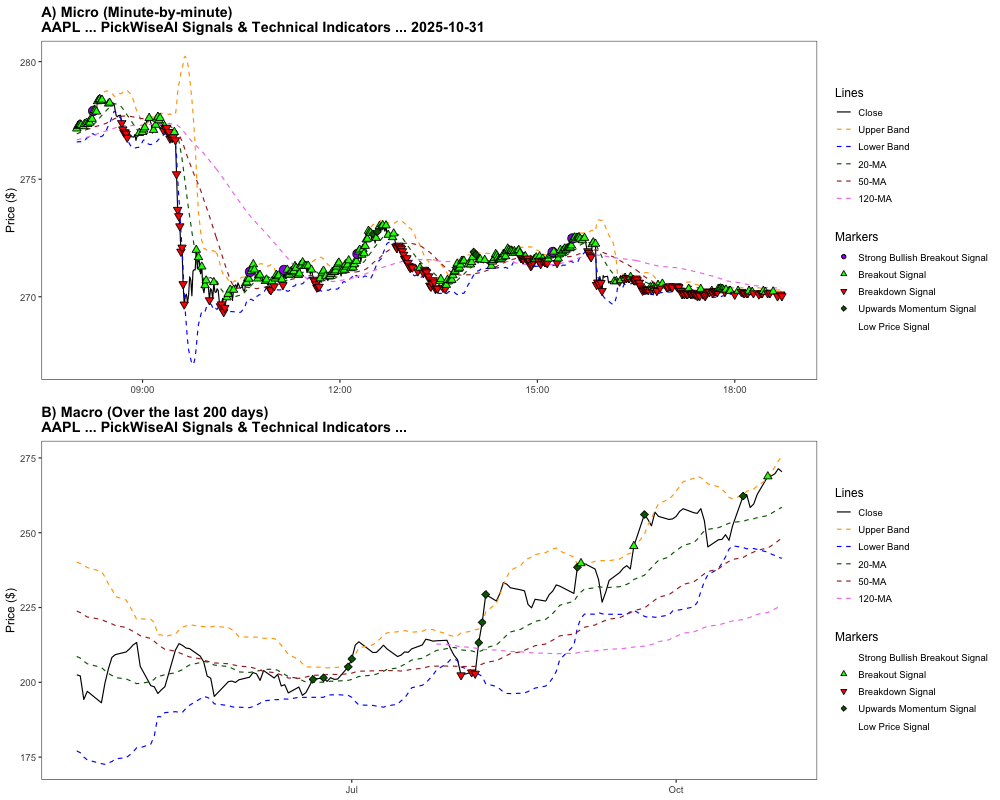 A) Micro (Minute-by-minute)
AAPL ... PickWiseAI Signals & Technical Indicators ... 2025-10-31
Price ($)
280
275
270
09:00
12:00
15:00
18:00
Lines
Close
Upper Band
Lower Band
20-MA
50-MA
120-MA
Markers
Strong Bullish Breakout Signal
Breakout Signal
Breakdown Signal
Upwards Momentum Signal
Low Price Signal
B) Macro (Over the last 200 days)
AAPL ... PickWiseAI Signals & Technical Indicators ...
Price ($)
275
250
225
200
175
Jul
Oct
Lines
Close
Upper Band
Lower Band
20-MA
50-MA
120-MA
Markers
Strong Bullish Breakout Signal
Breakout Signal
Breakdown Signal
Upwards Momentum Signal
Low Price Signal